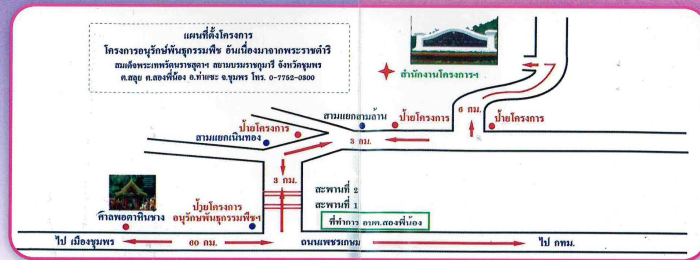 แผนที่ตั้งโครงการ
โครงการอนุรักษ์พันธุกรรมพืช อันเนื่องมาจากพระราชดำริ
สมเด็จพระเทพรัตนราชสุดาฯ สยามบรมราชกุมารี จังหวัดชุมพร
ต.สลุย ต.สองพี่น้อง อ.ท่าแซะ จ.ชุมพร โทร. 0-7752-0800
สำนักงานโครงการฯ
สามแยกสามล้าน
ป้ายโครงการ
6 กม.
ป้ายโครงการ
ป้ายโครงการ
สามแยกเนินทอง
3 กม.
3 กม.
สะพานที่ 2
สะพานที่ 1
ศาลพ่อตาหินช้าง
ป้ายโครงการ
อนุรักษ์พันธุกรรมพืชฯ
ที่ทำการ อบต.สองพี่น้อง
ไป เมืองชุมพร
60 กม.
ถนนเพชรเกษม
ไป กทม.